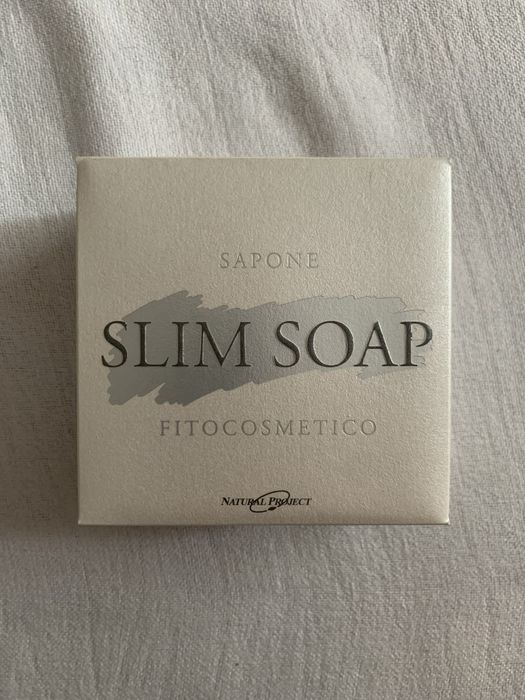 SAPONE
SLIM SOAP
FITOCOSMETICO
NATURAL PROJECT